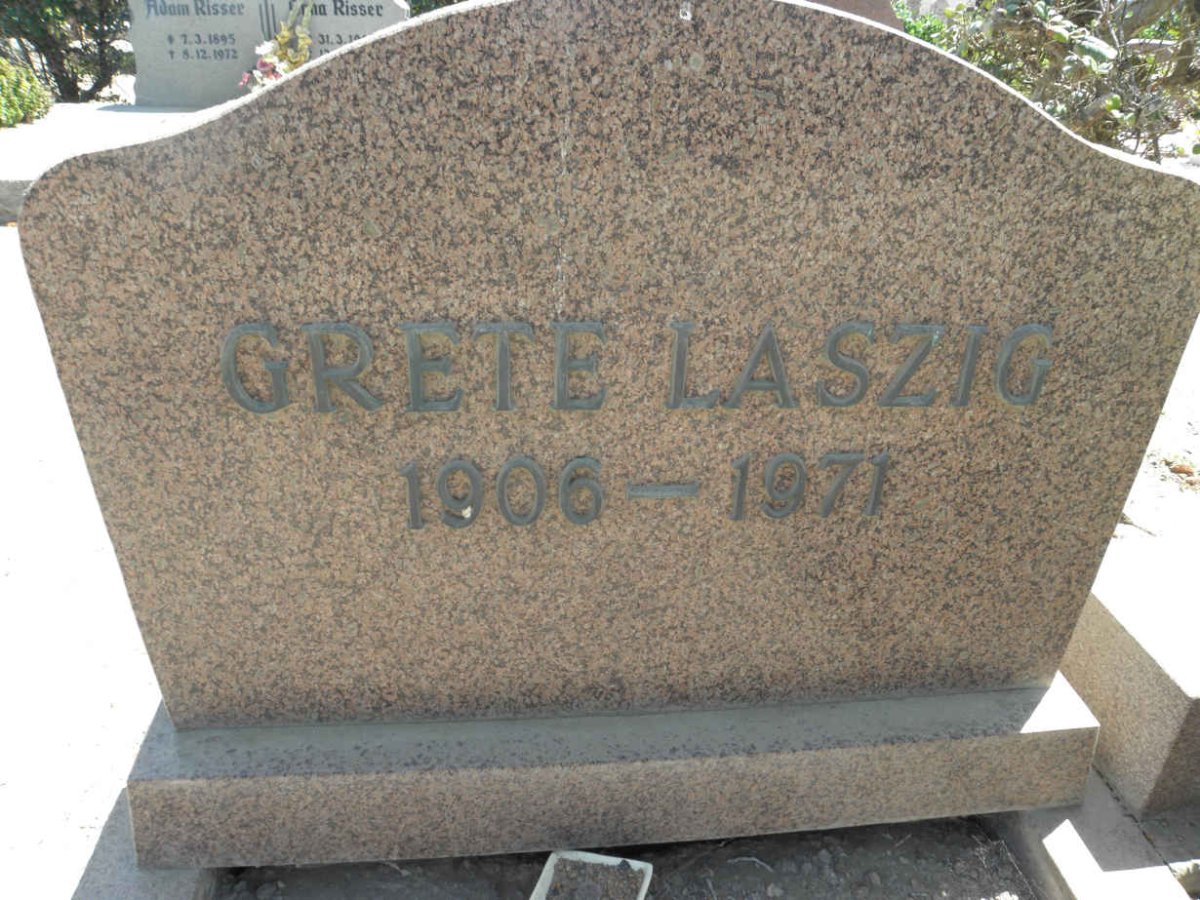 Adam Risser
Risser
* 7.3.1895
† 8.12.1972
GRETE LASZIG
1906 — 1971